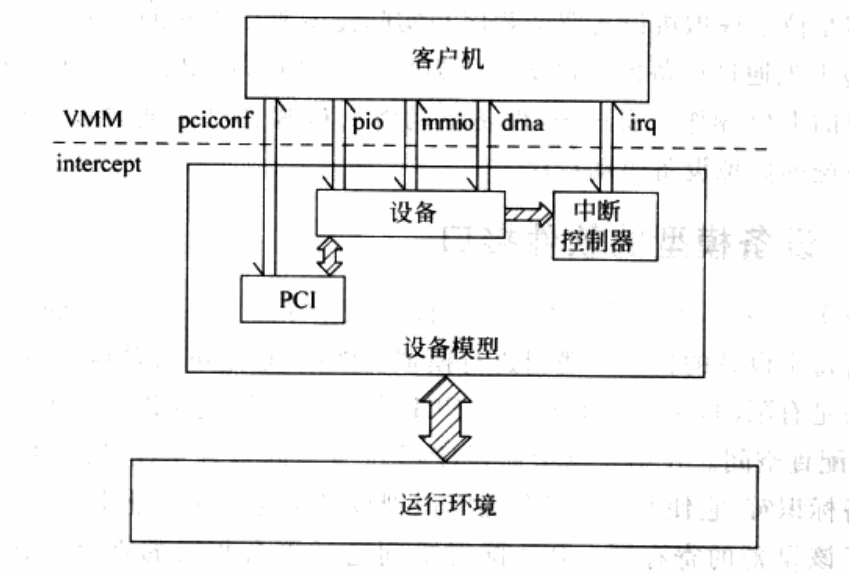 客户机
VMM pciconf pio mmio dma irq
intercept
设备
中断
控制器
PCI
设备模型
运行环境